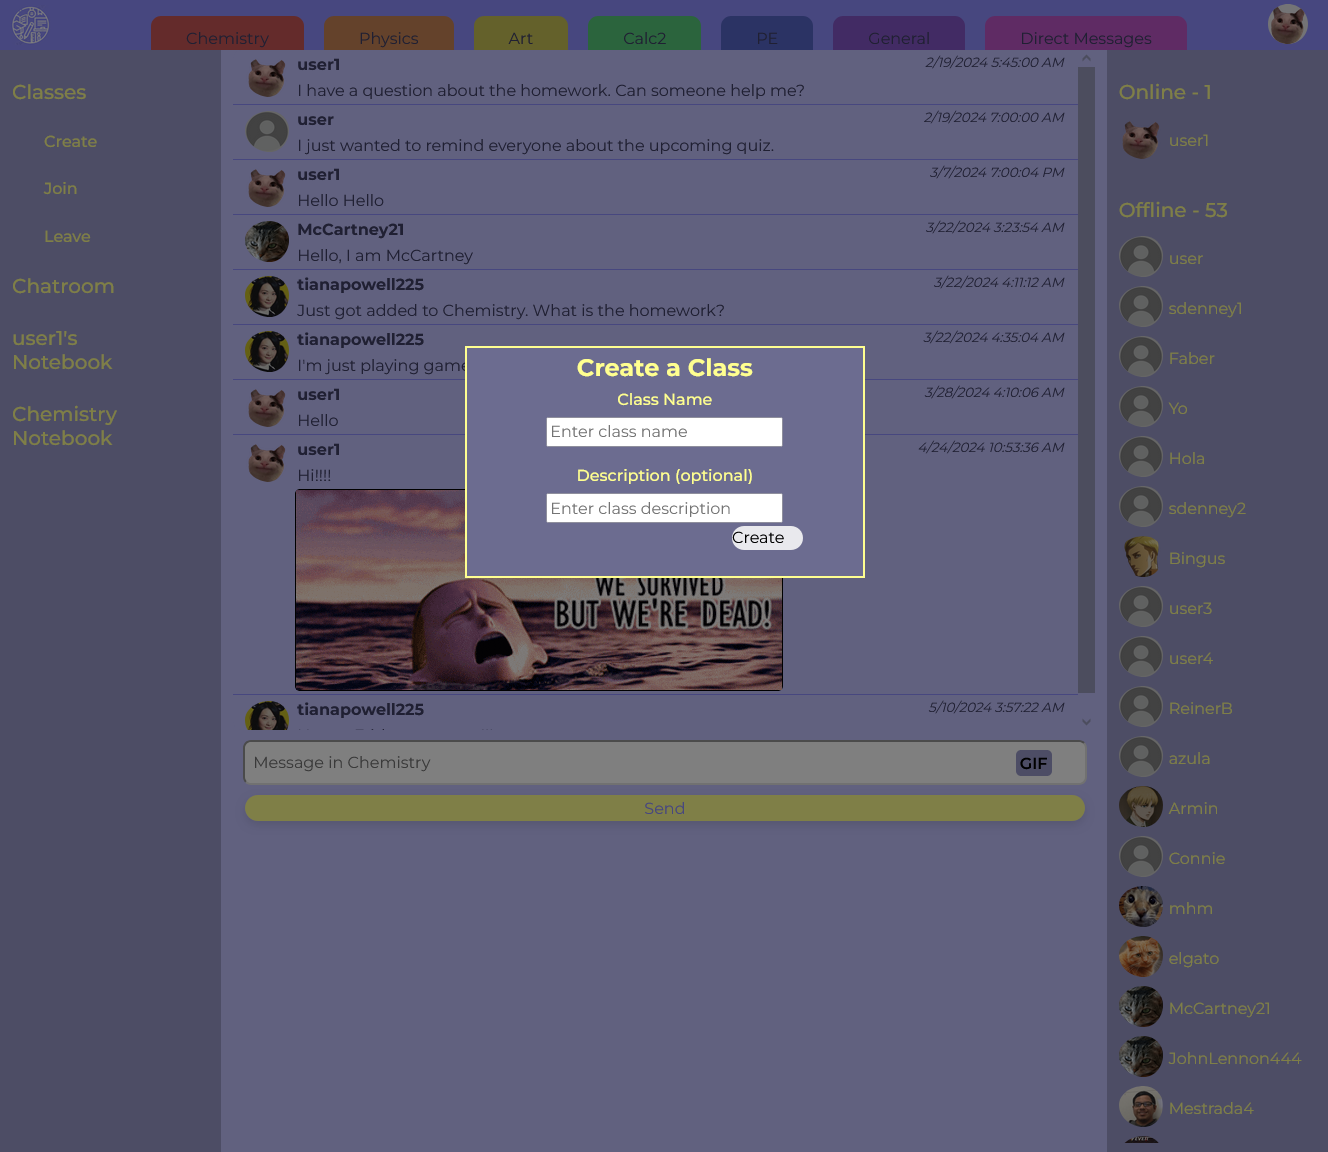 Chemistry
Physics
Art
Calc2
PE
General
Direct Messages
Classes
Create
Join
Leave
Chatroom
user1's
Notebook
Chemistry
Notebook
user1
2/19/2024 5:45:00 AM
I have a question about the homework. Can someone help me?
user
2/19/2024 7:00:00 AM
I just wanted to remind everyone about the upcoming quiz.
user1
3/7/2024 7:00:04 PM
Hello Hello
McCartney21
3/22/2024 3:23:54 AM
Hello, I am McCartney
tianapowell225
3/22/2024 4:11:12 AM
Just got added to Chemistry. What is the homework?
tianapowell225
3/22/2024 4:35:04 AM
I'm just playing game
user1
3/28/2024 4:10:06 AM
Hello
user1
4/24/2024 10:53:36 AM
Hi!!!!
WE SURVIVED
BUT WE'RE DEAD!
tianapowell225
5/10/2024 3:57:22 AM
Message in Chemistry
GIF
Send
Create a Class
Class Name
Enter class name
Description (optional)
Enter class description
Create
Online - 1
user1
Offline - 53
user
sdenney1
Faber
Yo
Hola
sdenney2
Bingus
user3
user4
ReinerB
azula
Armin
Connie
mhm
elgato
McCartney21
JohnLennon444
Mestrada4